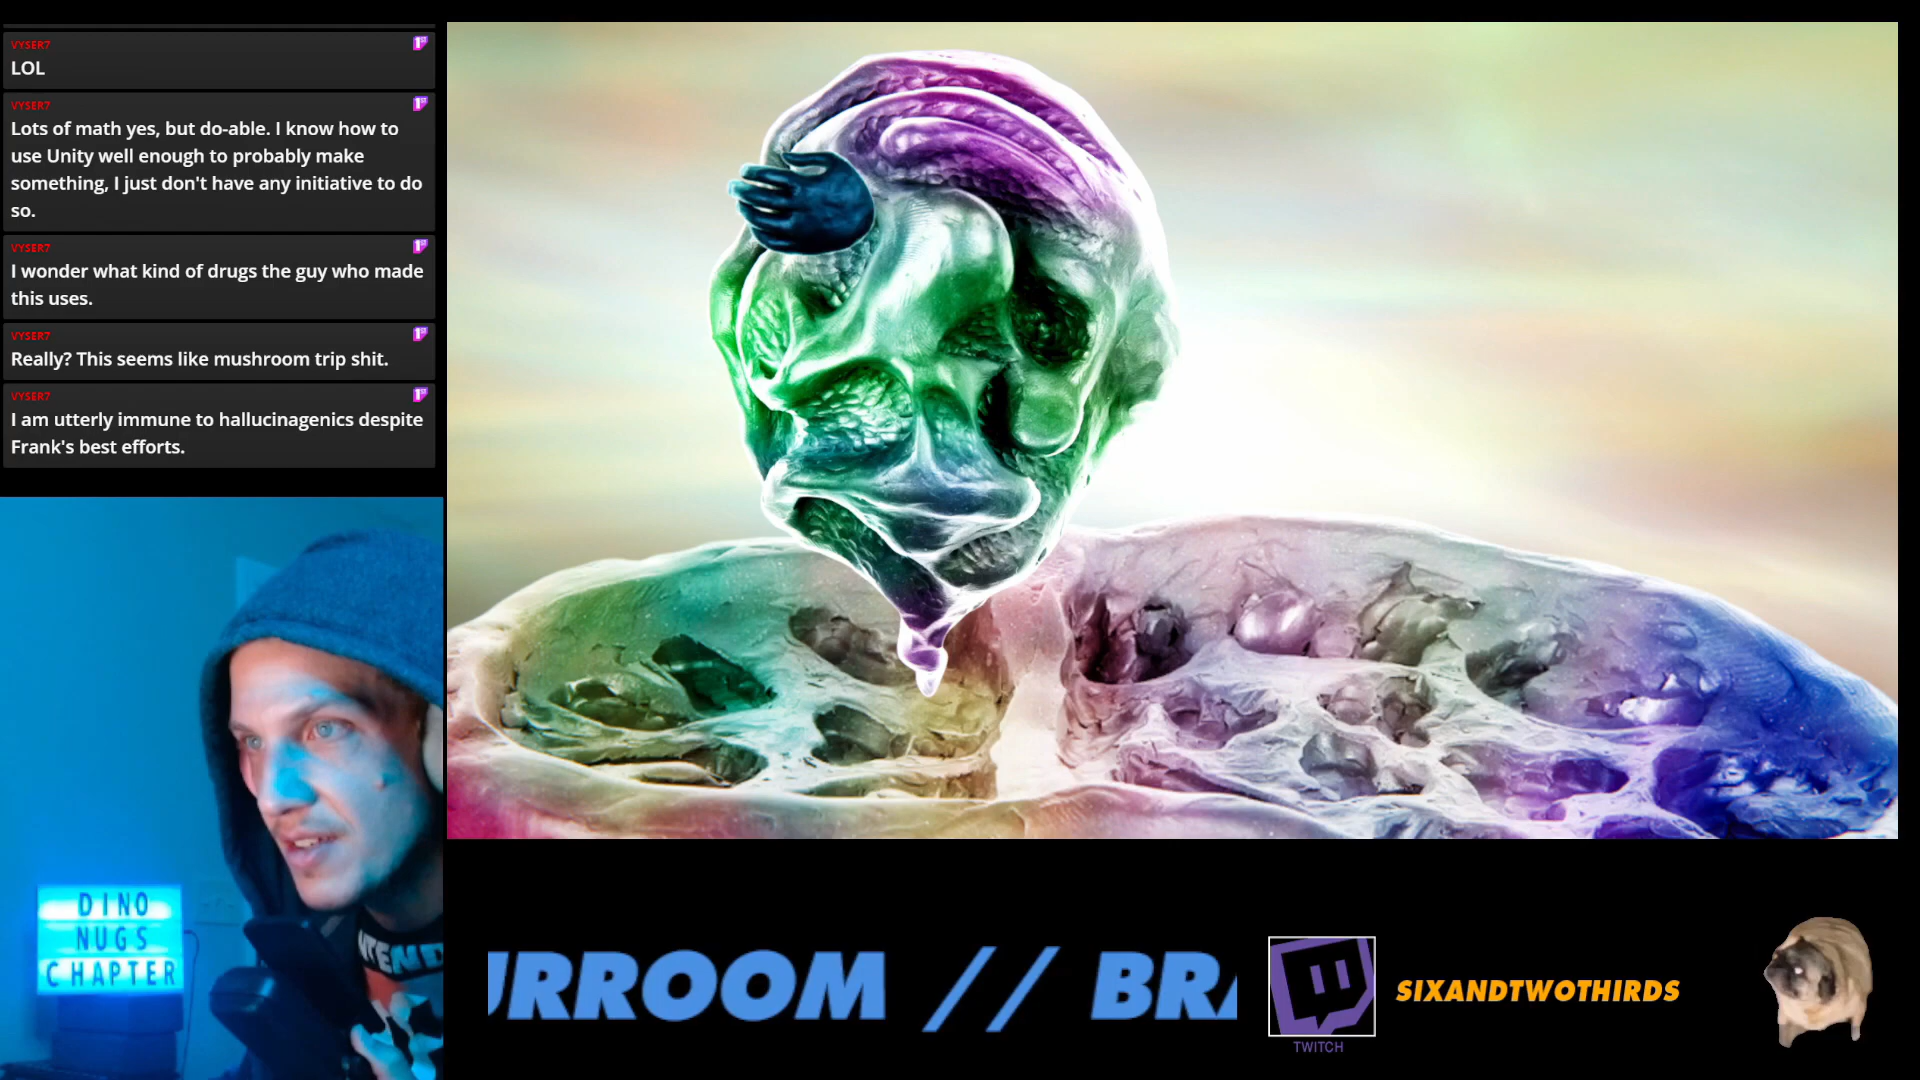 VYSER7
LOL
VYSER7
Lots of math yes, but do-able. I know how to
use Unity well enough to probably make
something, I just don't have any initiative to do
so.
VYSER7
I wonder what kind of drugs the guy who made
this uses.
VYSER7
Really? This seems like mushroom trip shit.
VYSER7
I am utterly immune to hallucinagenics despite
Frank's best efforts.
DINO
NUGS
CHAPTER
NTEND
URROOM // BRA
TWITCH
SIXANDTWOTHIRDS